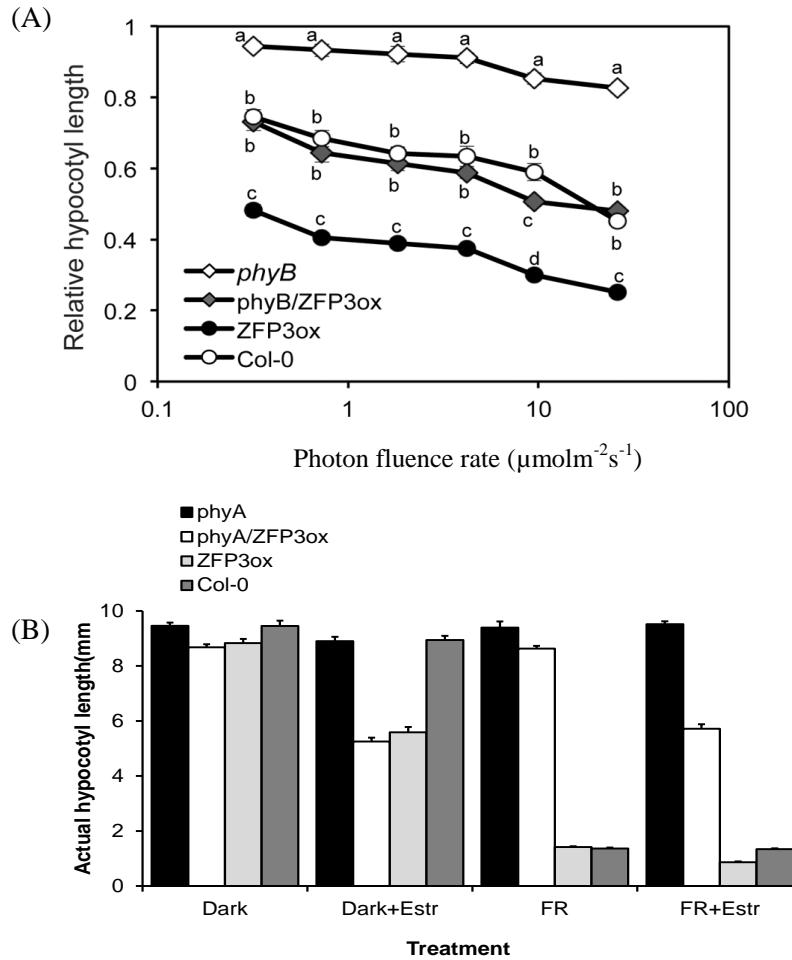 (A)
1
a a a a a a
0.8
b b b b b b
0.6
b b b b c b
0.4
c c c c d c
0.2
0
Relative hypocotyl length
phyB
phyB/ZFP3ox
ZFP3ox
Col-0
0.1 1 10 100
Photon fluence rate (µmolm-2s-1)
phyA
phyA/ZFP3ox
ZFP3ox
Col-0
(B)
Actual hypocotyl length(mm
10
8
6
4
2
0
Dark Dark+Estr FR FR+Estr
Treatment